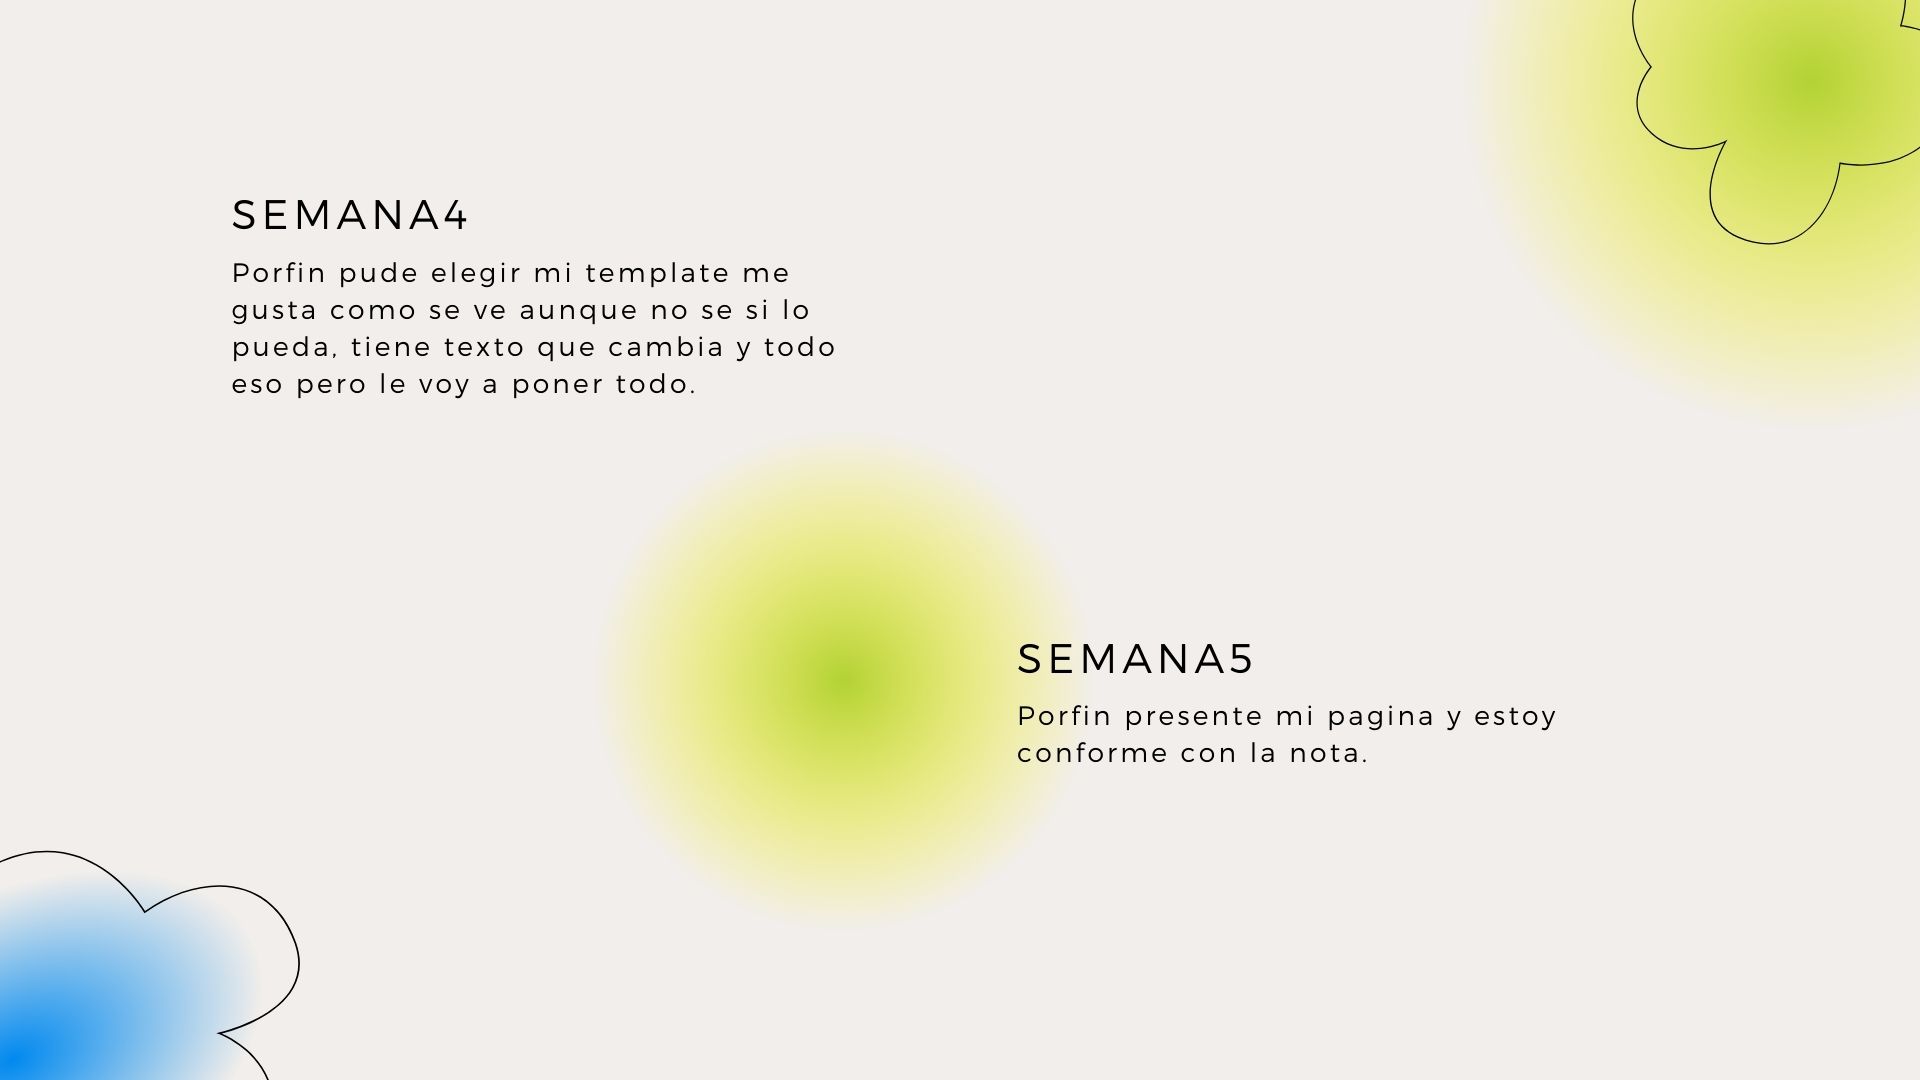 SEMANA4
Porfin pude elegir mi template me
gusta como se ve aunque no se si lo
pueda, tiene texto que cambia y todo
eso pero le voy a poner todo.
SEMANA5
Porfin presente mi pagina y estoy
conforme con la nota.